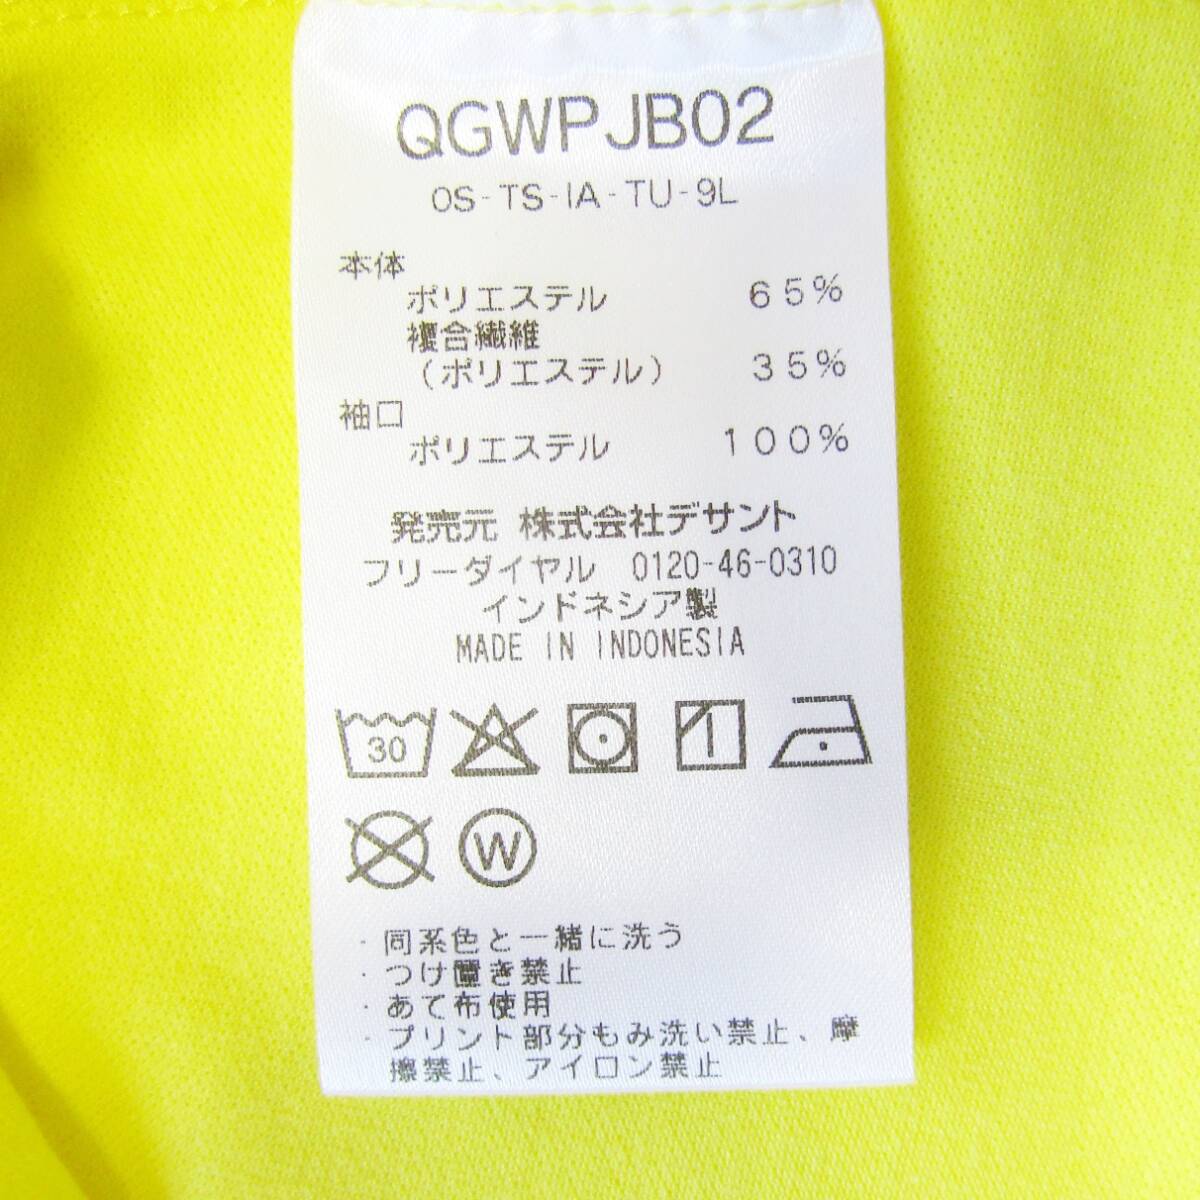 QGWPJB02
OS-TS-IA-TU-9L
本体
ポリエステル 65%
複合繊維
(ポリエステル) 35%
袖口
ポリエステル 100%
発売元 株式会社デサント
フリーダイヤル 0120-46-0310
インドネシア製
MADE IN INDONESIA
30
W
・同系色と一緒に洗う
・つけ置き禁止
・あて布使用
・プリント部分もみ洗い禁止、摩
擦禁止、アイロン禁止